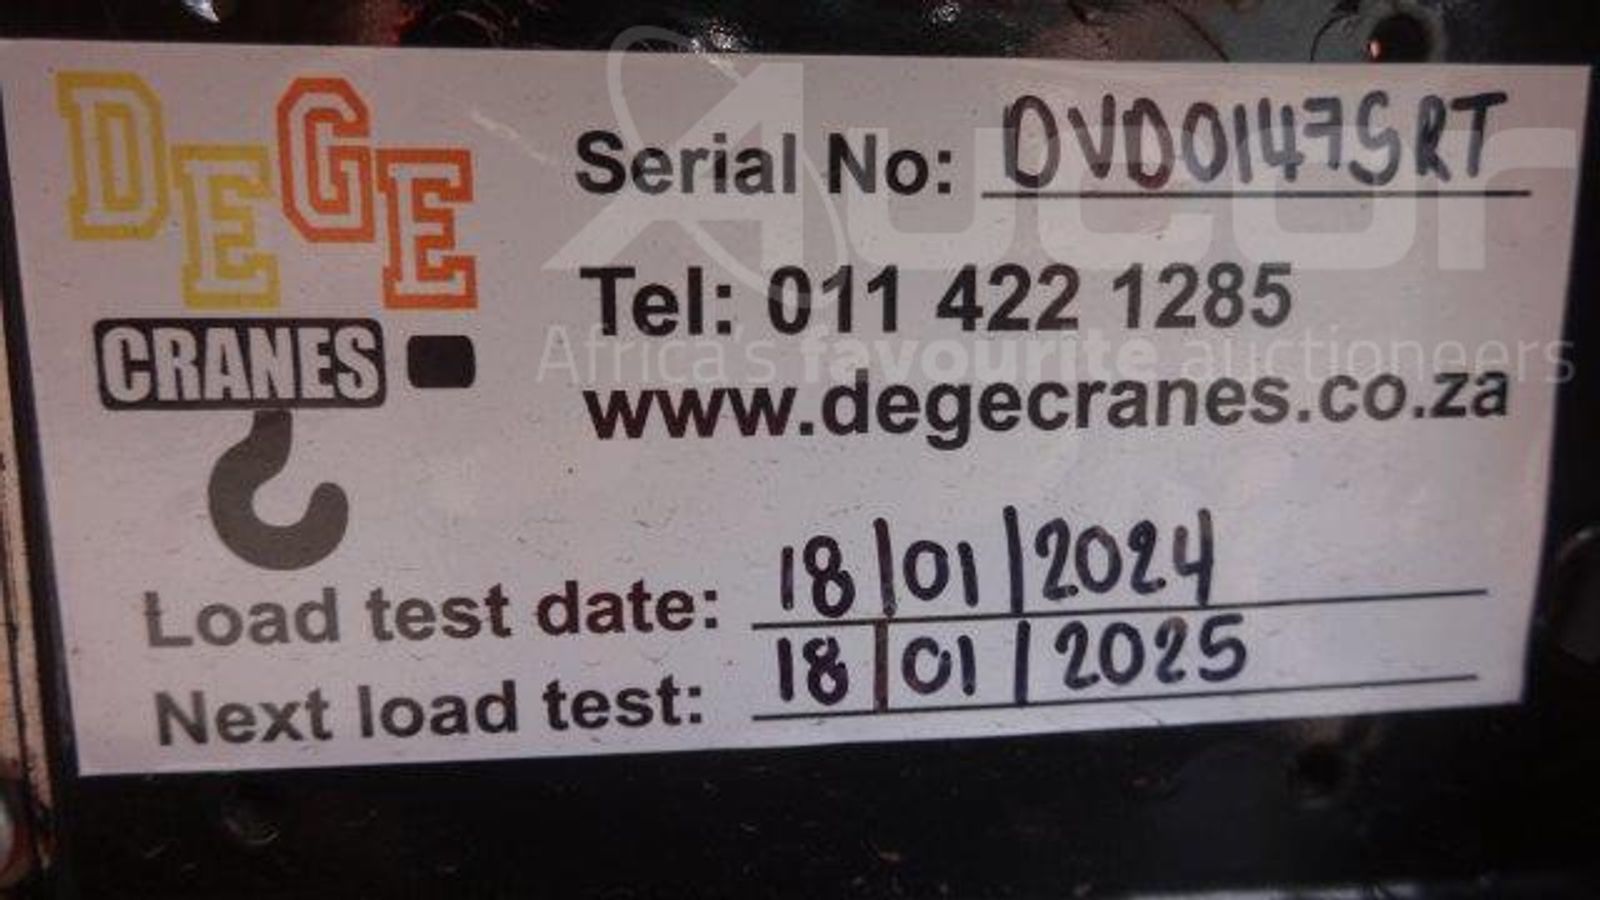 DEGE
CRANES
Serial No: OVD0147SRT
Tel: 011 422 1285
www.degecranes.co.za
Load test date: 18/01/2024
Next load test: 18/01/2025
Aucor
Africa's favourite auctioneers